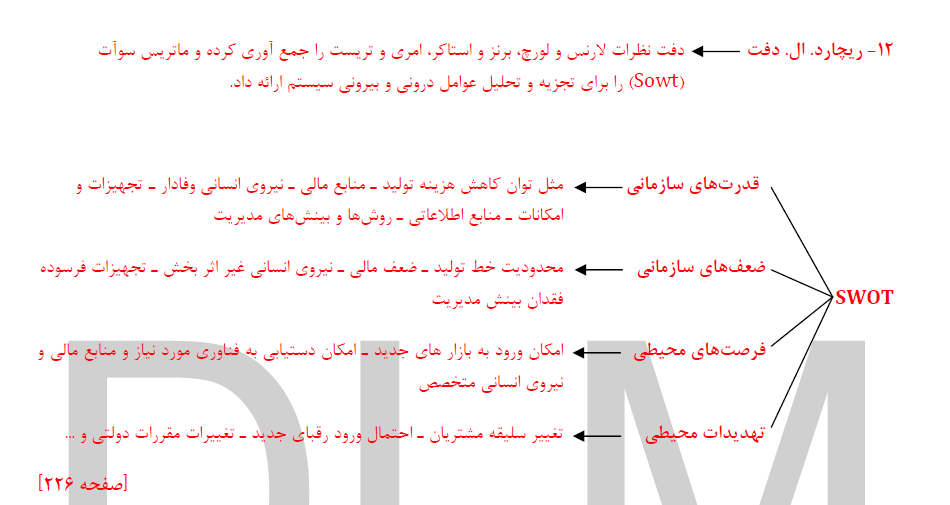 ۱۲- ریچارد. ال. دفت دفت نظرات لارنس و لورچ، برنز و استاکر، امری و تریست را جمع آوری کرده و ماتریس سوآت
(Sowt) را برای تجزیه و تحلیل عوامل درونی و بیرونی سیستم ارائه داد.
SWOT
قدرت‌های سازمانی مثل توان کاهش هزینه تولید ـ منابع مالی ـ نیروی انسانی وفادار ـ تجهیزات و
امکانات ـ منابع اطلاعاتی ـ روش‌ها و بینش‌های مدیریت
ضعف‌های سازمانی محدودیت خط تولید ـ ضعف مالی ـ نیروی انسانی غیر اثر بخش ـ تجهیزات فرسوده
فقدان بینش مدیریت
فرصت‌های محیطی امکان ورود به بازار های جدید ـ امکان دستیابی به فناوری مورد نیاز و منابع مالی و
نیروی انسانی متخصص
تهدیدات محیطی تغییر سلیقه مشتریان ـ احتمال ورود رقبای جدید ـ تغییرات مقررات دولتی و ...
[صفحه ۲۲۶]